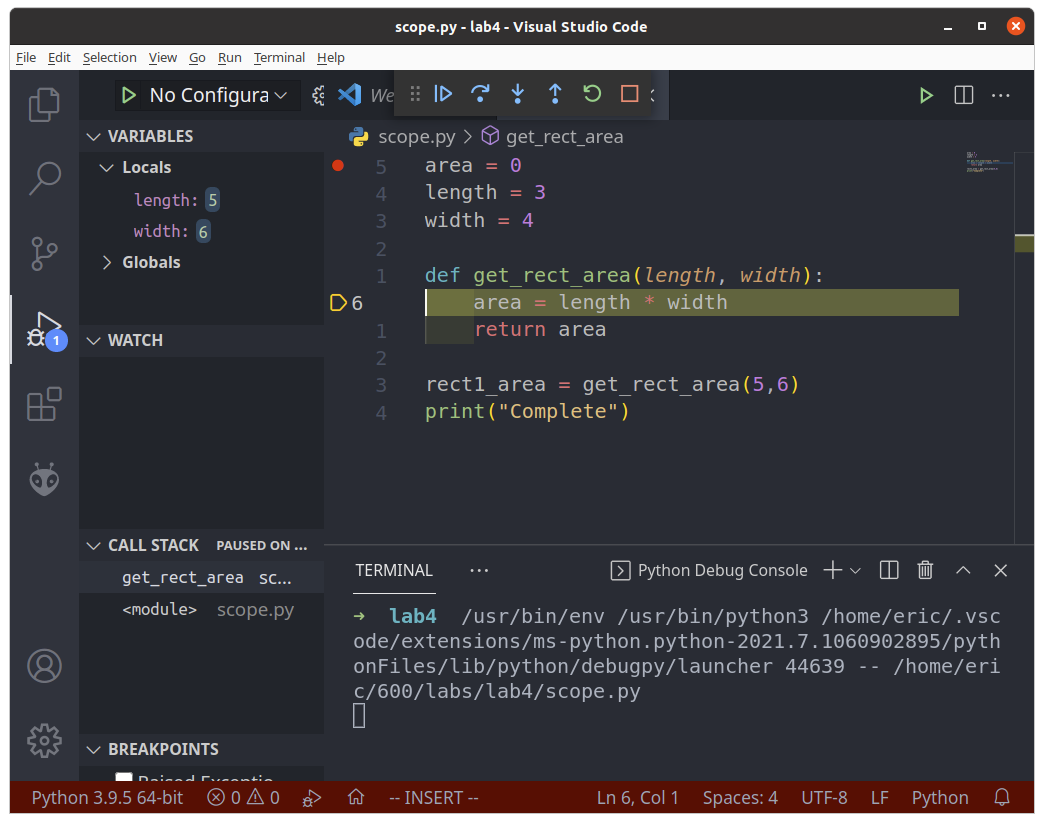 scope.py - lab4 - Visual Studio Code
File Edit Selection View Go Run Terminal Help
No Configura
We
VARIABLES
Locals
length: 5
width: 6
Globals
WATCH
CALL STACK PAUSED ON ...
get_rect_area sc...
<module> scope.py
BREAKPOINTS
Raised Exceptio
1
scope.py > get_rect_area
5 area = 0
4 length = 3
3 width = 4
2
1 def get_rect_area(length, width):
6 area = length * width
1 return area
2
3 rect1_area = get_rect_area(5,6)
4 print("Complete")
TERMINAL ... Python Debug Console
→ lab4 /usr/bin/env /usr/bin/python3 /home/eric/.vsc
ode/extensions/ms-python.python-2021.7.1060902895/pyth
onFiles/lib/python/debugpy/launcher 44639 -- /home/eri
c/600/labs/lab4/scope.py
Python 3.9.5 64-bit 0 0 -- INSERT -- Ln 6, Col 1 Spaces: 4 UTF-8 LF Python